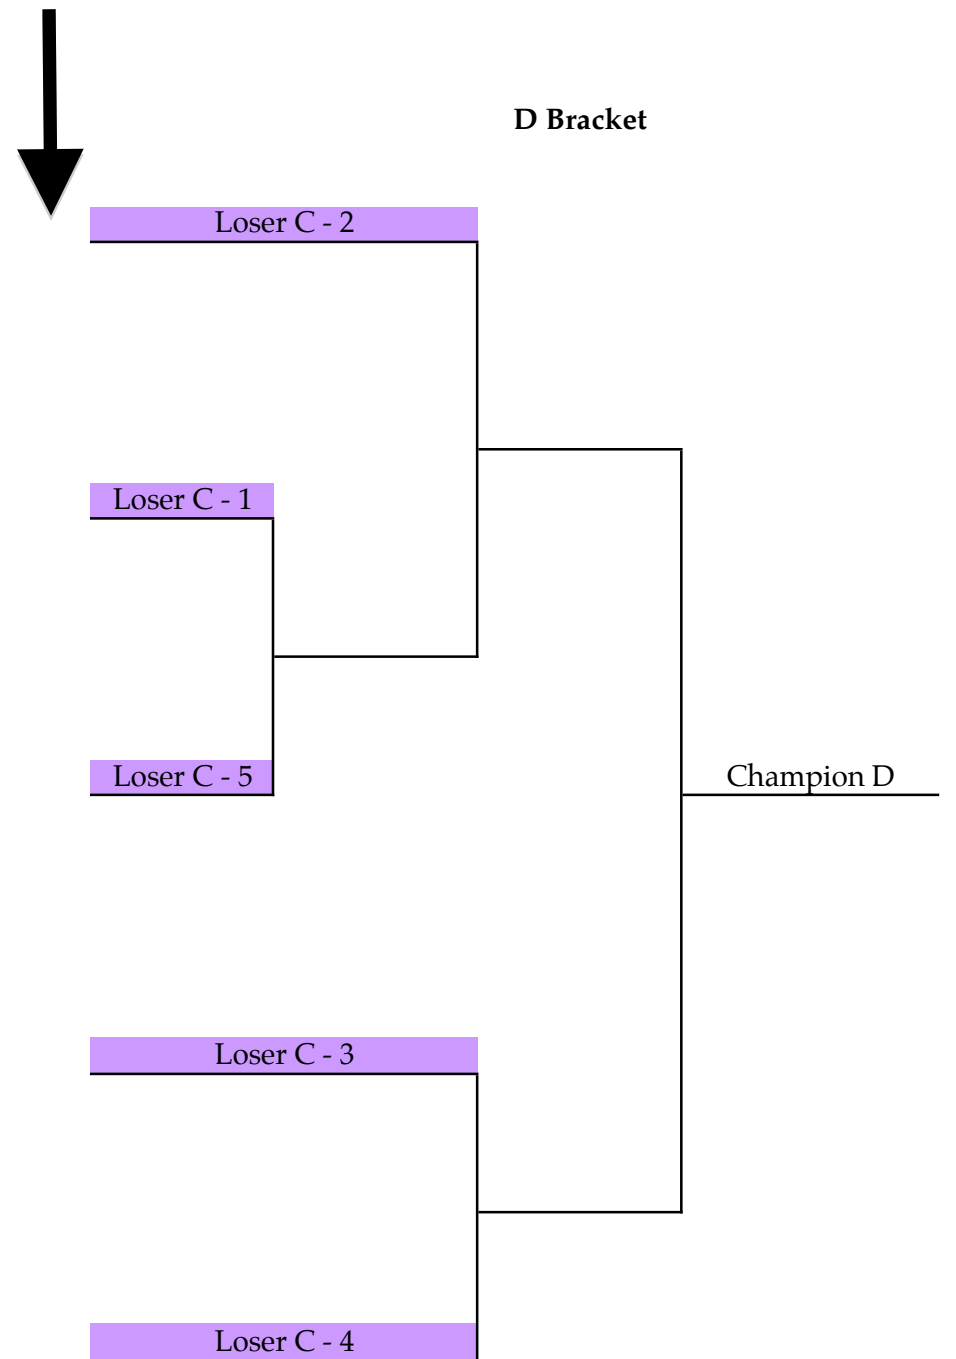 D Bracket
Loser C - 2
Loser C - 1
Loser C - 5
Champion D
Loser C - 3
Loser C - 4